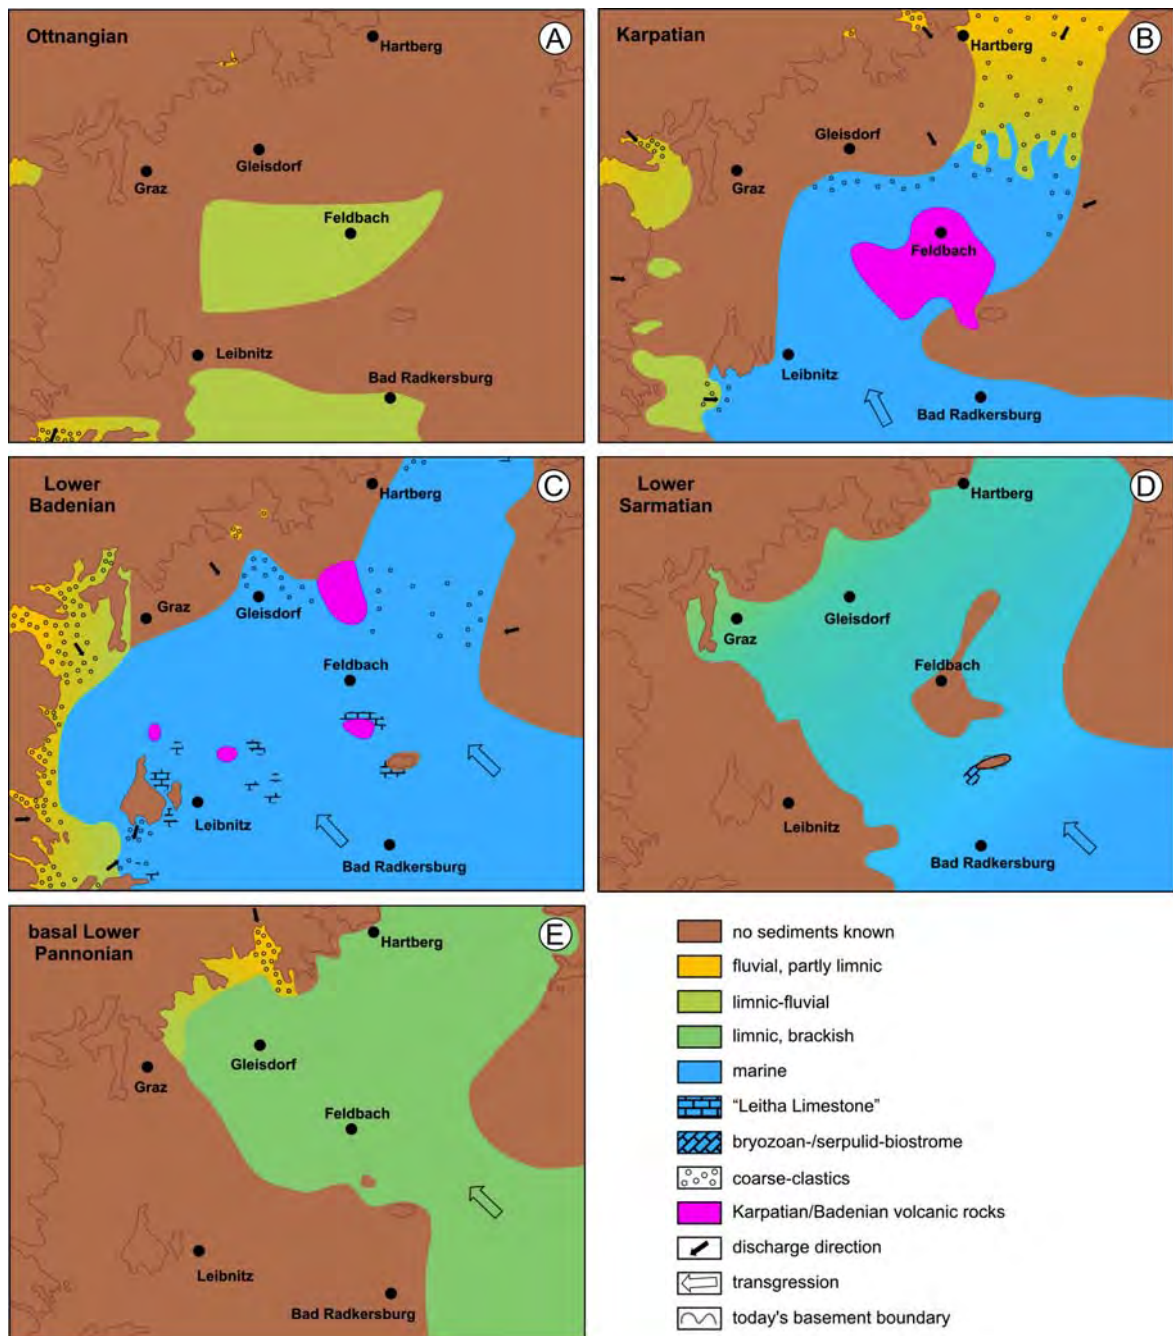 Ottnangian
A
Hartberg
Gleisdorf
Graz
Feldbach
Leibnitz
Bad Radkersburg
Karpatian
B
Hartberg
Gleisdorf
Graz
Feldbach
Leibnitz
Bad Radkersburg
Lower
Badenian
C
Hartberg
Graz
Gleisdorf
Feldbach
Leibnitz
Bad Radkersburg
Lower
Sarmatian
D
Hartberg
Gleisdorf
Graz
Feldbach
Leibnitz
Bad Radkersburg
basal Lower
Pannonian
E
Hartberg
Gleisdorf
Graz
Feldbach
Leibnitz
Bad Radkersburg
no sediments known
fluvial, partly limnic
limnic-fluvial
limnic, brackish
marine
“Leitha Limestone”
bryozoan-/serpulid-biostrome
coarse-clastics
Karpatian/Badenian volcanic rocks
discharge direction
transgression
today's basement boundary